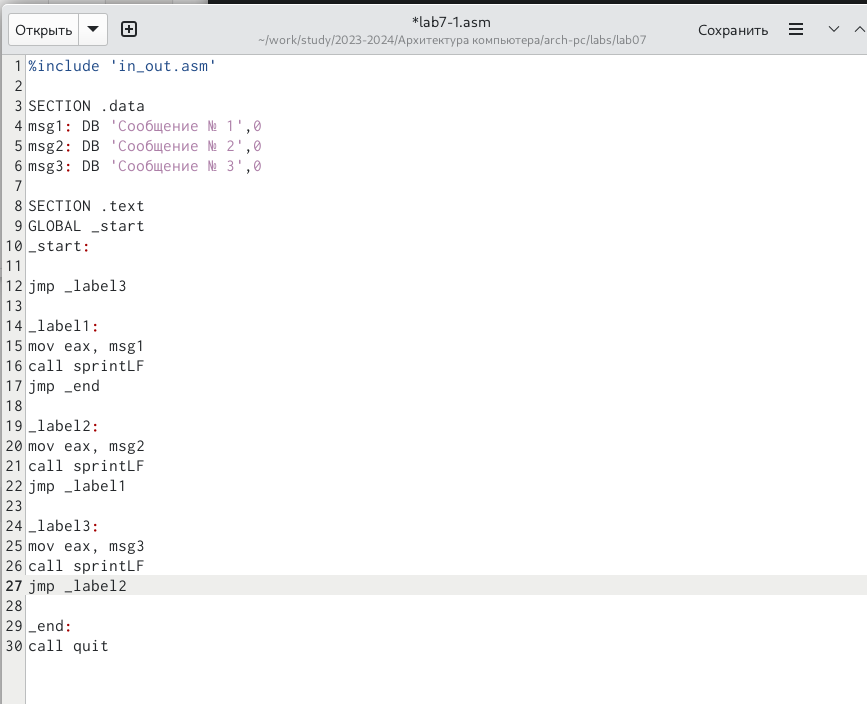 Открыть
*lab7-1.asm
~/work/study/2023-2024/Архитектура компьютера/arch-pc/labs/lab07
Сохранить
1 %include 'in_out.asm'
2
3 SECTION .data
4 msg1: DB 'Сообщение № 1',0
5 msg2: DB 'Сообщение № 2',0
6 msg3: DB 'Сообщение № 3',0
7
8 SECTION .text
9 GLOBAL _start
10 _start:
11
12 jmp _label3
13
14 _label1:
15 mov eax, msg1
16 call sprintLF
17 jmp _end
18
19 _label2:
20 mov eax, msg2
21 call sprintLF
22 jmp _label1
23
24 _label3:
25 mov eax, msg3
26 call sprintLF
27 jmp _label2
28
29 _end:
30 call quit